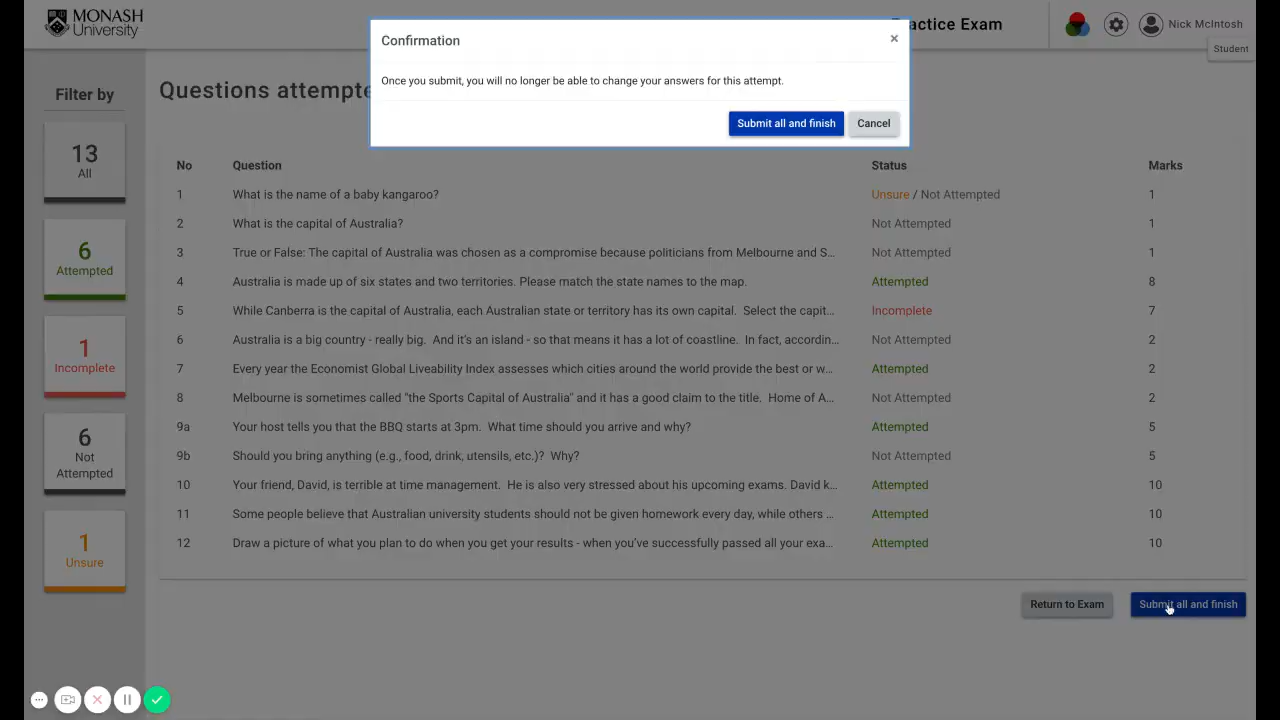 MONASH
University
actice Exam
Nick McIntosh
Student
Confirmation
×
Once you submit, you will no longer be able to change your answers for this attempt.
Submit all and finish
Cancel
Filter by
13
All
6
Attempted
1
Incomplete
6
Not
Attempted
1
Unsure
Questions attempte
No Question Status Marks
1 What is the name of a baby kangaroo? Unsure / Not Attempted 1
2 What is the capital of Australia? Not Attempted 1
3 True or False: The capital of Australia was chosen as a compromise because politicians from Melbourne and S... Not Attempted 1
4 Australia is made up of six states and two territories. Please match the state names to the map. Attempted 8
5 While Canberra is the capital of Australia, each Australian state or territory has its own capital. Select the capit... Incomplete 7
6 Australia is a big country - really big. And it's an island - so that means it has a lot of coastline. In fact, accordin... Not Attempted 2
7 Every year the Economist Global Liveability Index assesses which cities around the world provide the best or w... Attempted 2
8 Melbourne is sometimes called "the Sports Capital of Australia" and it has a good claim to the title. Home of A... Not Attempted 2
9a Your host tells you that the BBQ starts at 3pm. What time should you arrive and why? Attempted 5
9b Should you bring anything (e.g., food, drink, utensils, etc.)? Why? Not Attempted 5
10 Your friend, David, is terrible at time management. He is also very stressed about his upcoming exams. David k... Attempted 10
11 Some people believe that Australian university students should not be given homework every day, while others ... Attempted 10
12 Draw a picture of what you plan to do when you get your results - when you've successfully passed all your exa... Attempted 10
Return to Exam
Submit all and finish